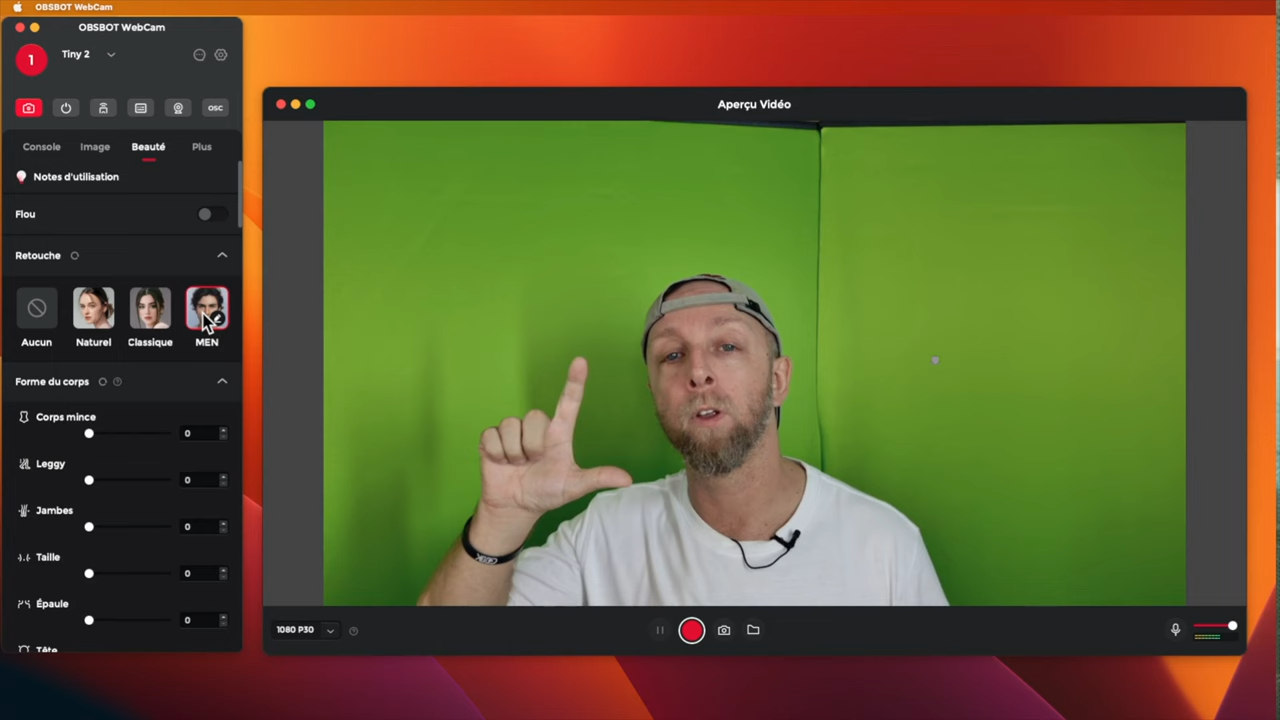 OBSBOT WebCam
OBSBOT WebCam
1
Tiny 2
OSC
Console Image Beauté Plus
Notes d'utilisation
Flou
Retouche
Aucun Naturel Classique MEN
Forme du corps
Corps mince
0
Leggy
0
Jambes
0
Taille
0
Épaule
0
Tête
Aperçu Vidéo
1080 P30